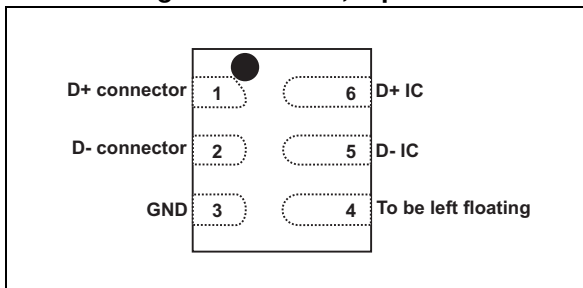 D+ connector 1 6 D+ IC
D- connector 2 5 D- IC
GND 3 4 To be left floating